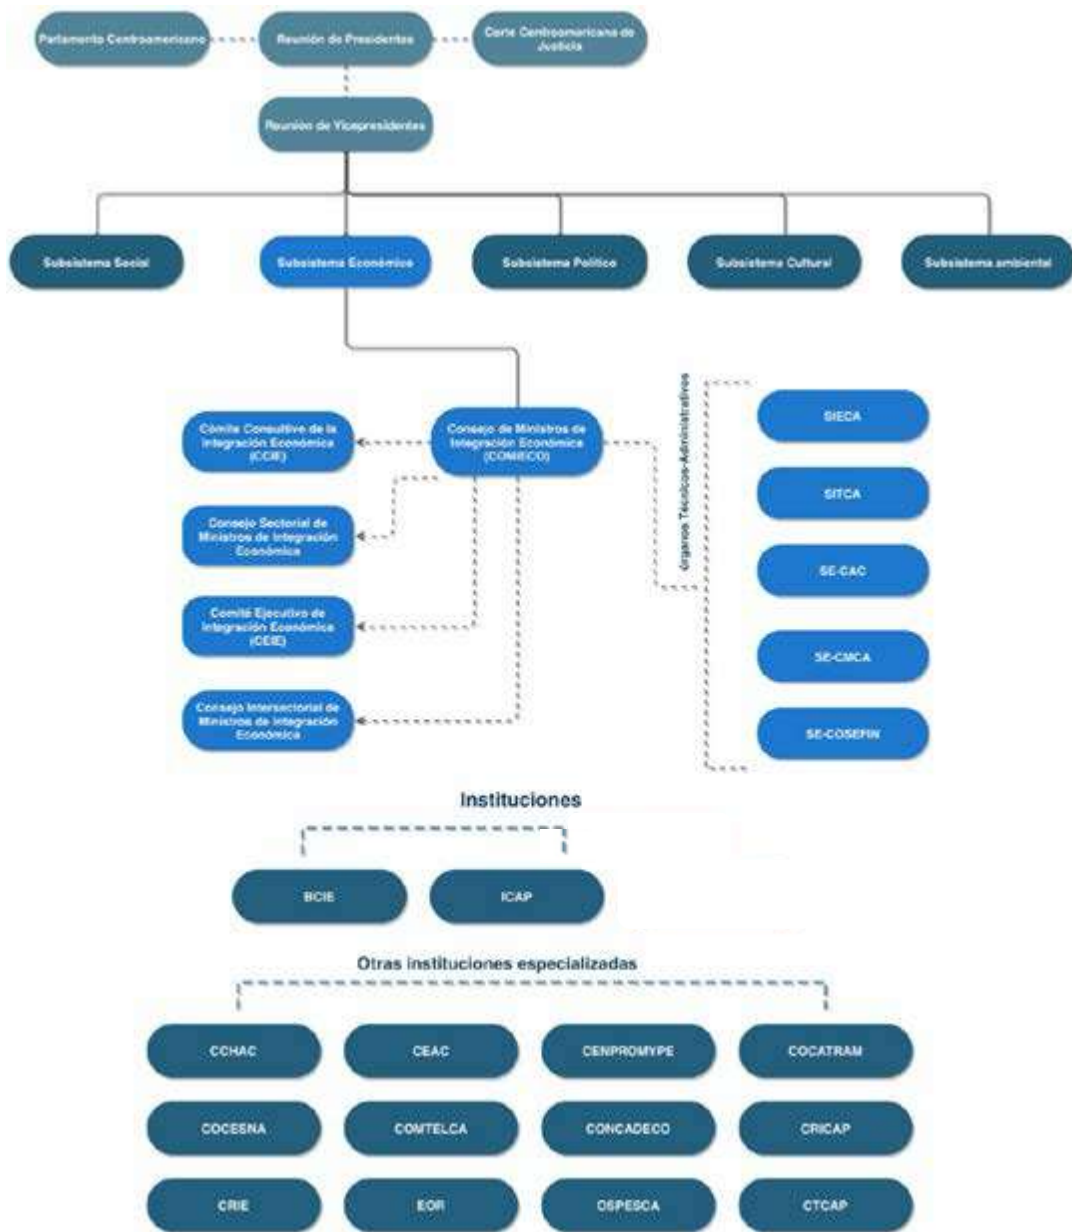 Parlamento Centroamericano
Reunión de Presidentes
Corte Centroamericana de
Justicia
Reunión de Vicepresidentes
Subsistema Social
Subsistema Económico
Subsistema Político
Subsistema Cultural
Subsistema ambiental
Cómite Consultivo de la
Integración Económica
(CCIE)
Consejo de Ministros de
Integración Económica
(COMIECO)
Consejo Sectorial de
Ministros de Integración
Económica
Comité Ejecutivo de
Integración Económica
(CEIE)
Consejo Intersectorial de
Ministros de Integración
Económica
órganos Técnicos-Administrativos
SIECA
SITCA
SE-CAC
SE-CMCA
SE-COSEFIN
Instituciones
BCIE
ICAP
Otras instituciones especializadas
CCHAC
CEAC
CENPROMYPE
COCATRAM
COCESNA
COMTELCA
CONCADECO
CRICAP
CRIE
EOR
OSPESCA
CTCAP